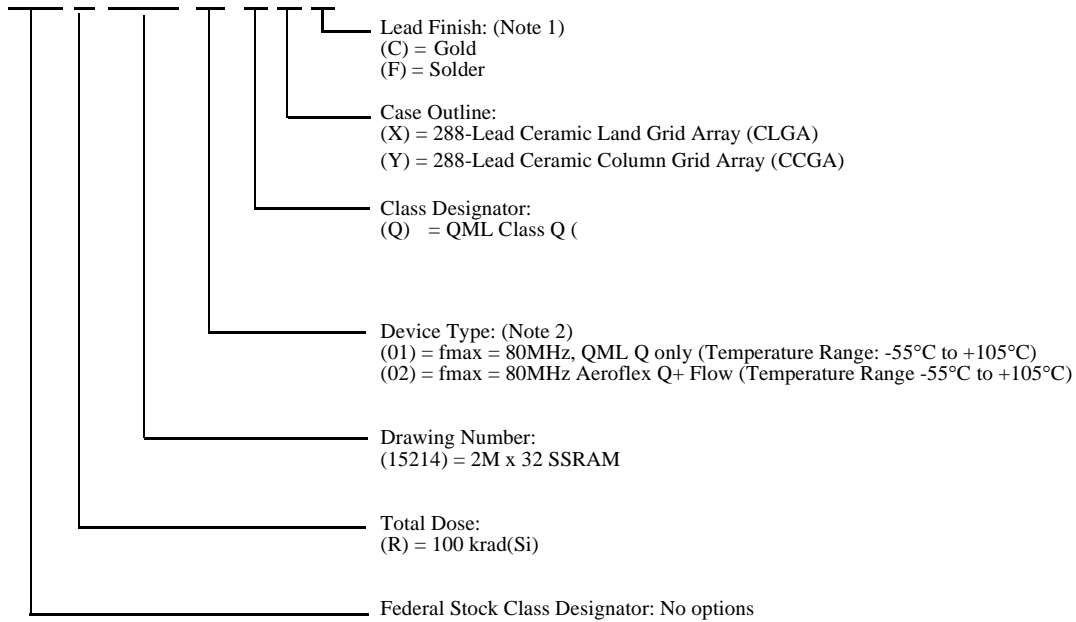 Lead Finish: (Note 1)
(C) = Gold
(F) = Solder
Case Outline:
(X) = 288-Lead Ceramic Land Grid Array (CLGA)
(Y) = 288-Lead Ceramic Column Grid Array (CCGA)
Class Designator:
(Q) = QML Class Q (
Device Type: (Note 2)
(01) = fmax = 80MHz, QML Q only (Temperature Range: -55°C to +105°C)
(02) = fmax = 80MHz Aeroflex Q+ Flow (Temperature Range -55°C to +105°C)
Drawing Number:
(15214) = 2M x 32 SSRAM
Total Dose:
(R) = 100 krad(Si)
Federal Stock Class Designator: No options